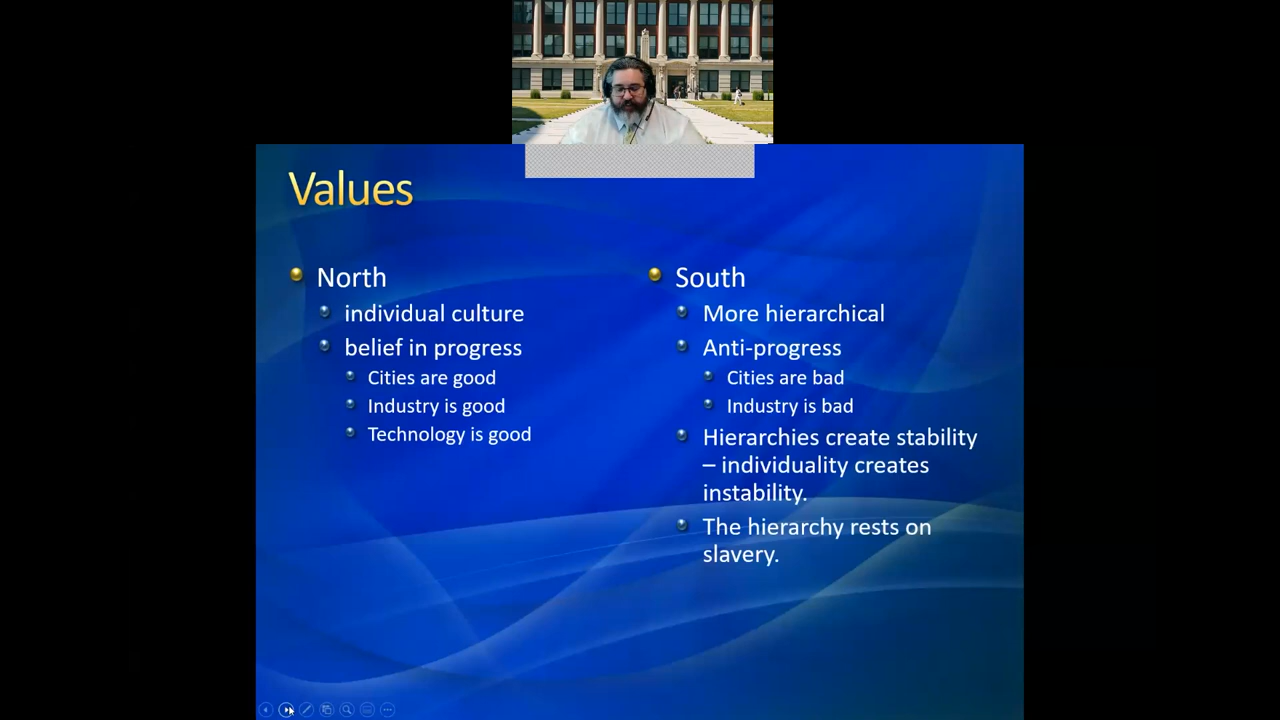 Values
North
individual culture
belief in progress
Cities are good
Industry is good
Technology is good
South
More hierarchical
Anti-progress
Cities are bad
Industry is bad
Hierarchies create stability
– individuality creates
instability.
The hierarchy rests on
slavery.